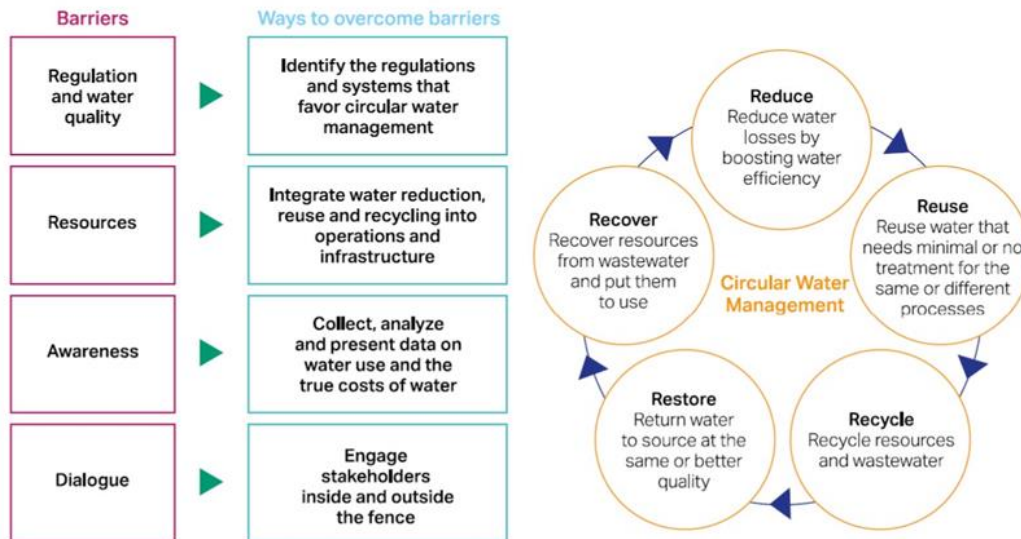 Barriers
Ways to overcome barriers
Regulation
and water
quality
Identify the regulations
and systems that
favor circular water
management
Resources
Integrate water reduction,
reuse and recycling into
operations and
infrastructure
Awareness
Collect, analyze
and present data on
water use and the
true costs of water
Dialogue
Engage
stakeholders
inside and outside
the fence
Circular Water
Management
Reduce
Reduce water
losses by
boosting water
efficiency
Reuse
Reuse water that
needs minimal or no
treatment for the
same or different
processes
Recycle
Recycle resources
and wastewater
Restore
Return water
to source at the
same or better
quality
Recover
Recover resources
from wastewater
and put them
to use